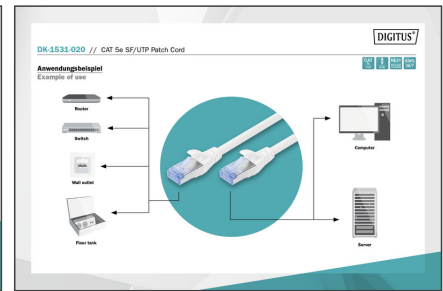 DIGITUS®
DK-1531-020 // CAT 5e SF/UTP Patch Cord
Anwendungsbeispiel
Example of use
Router
Switch
Wall outlet
Floor tank
Computer
Server